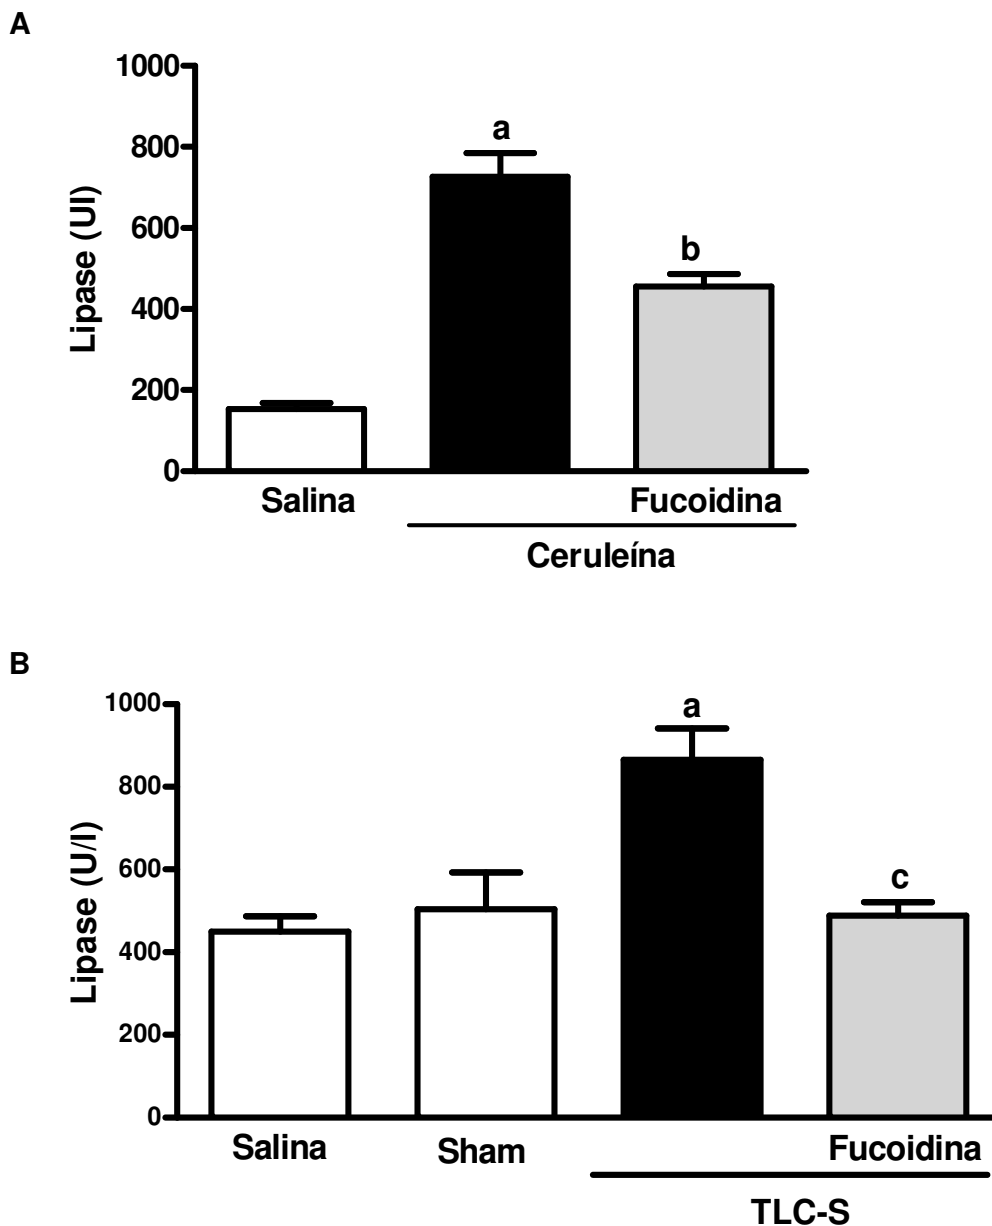 A
1000
800
600
400
200
0
Lipase (UI)
a
b
Salina
Fucoidina
Ceruleína
B
1000
800
600
400
200
0
Lipase (U/l)
a
c
Salina
Sham
Fucoidina
TLC-S